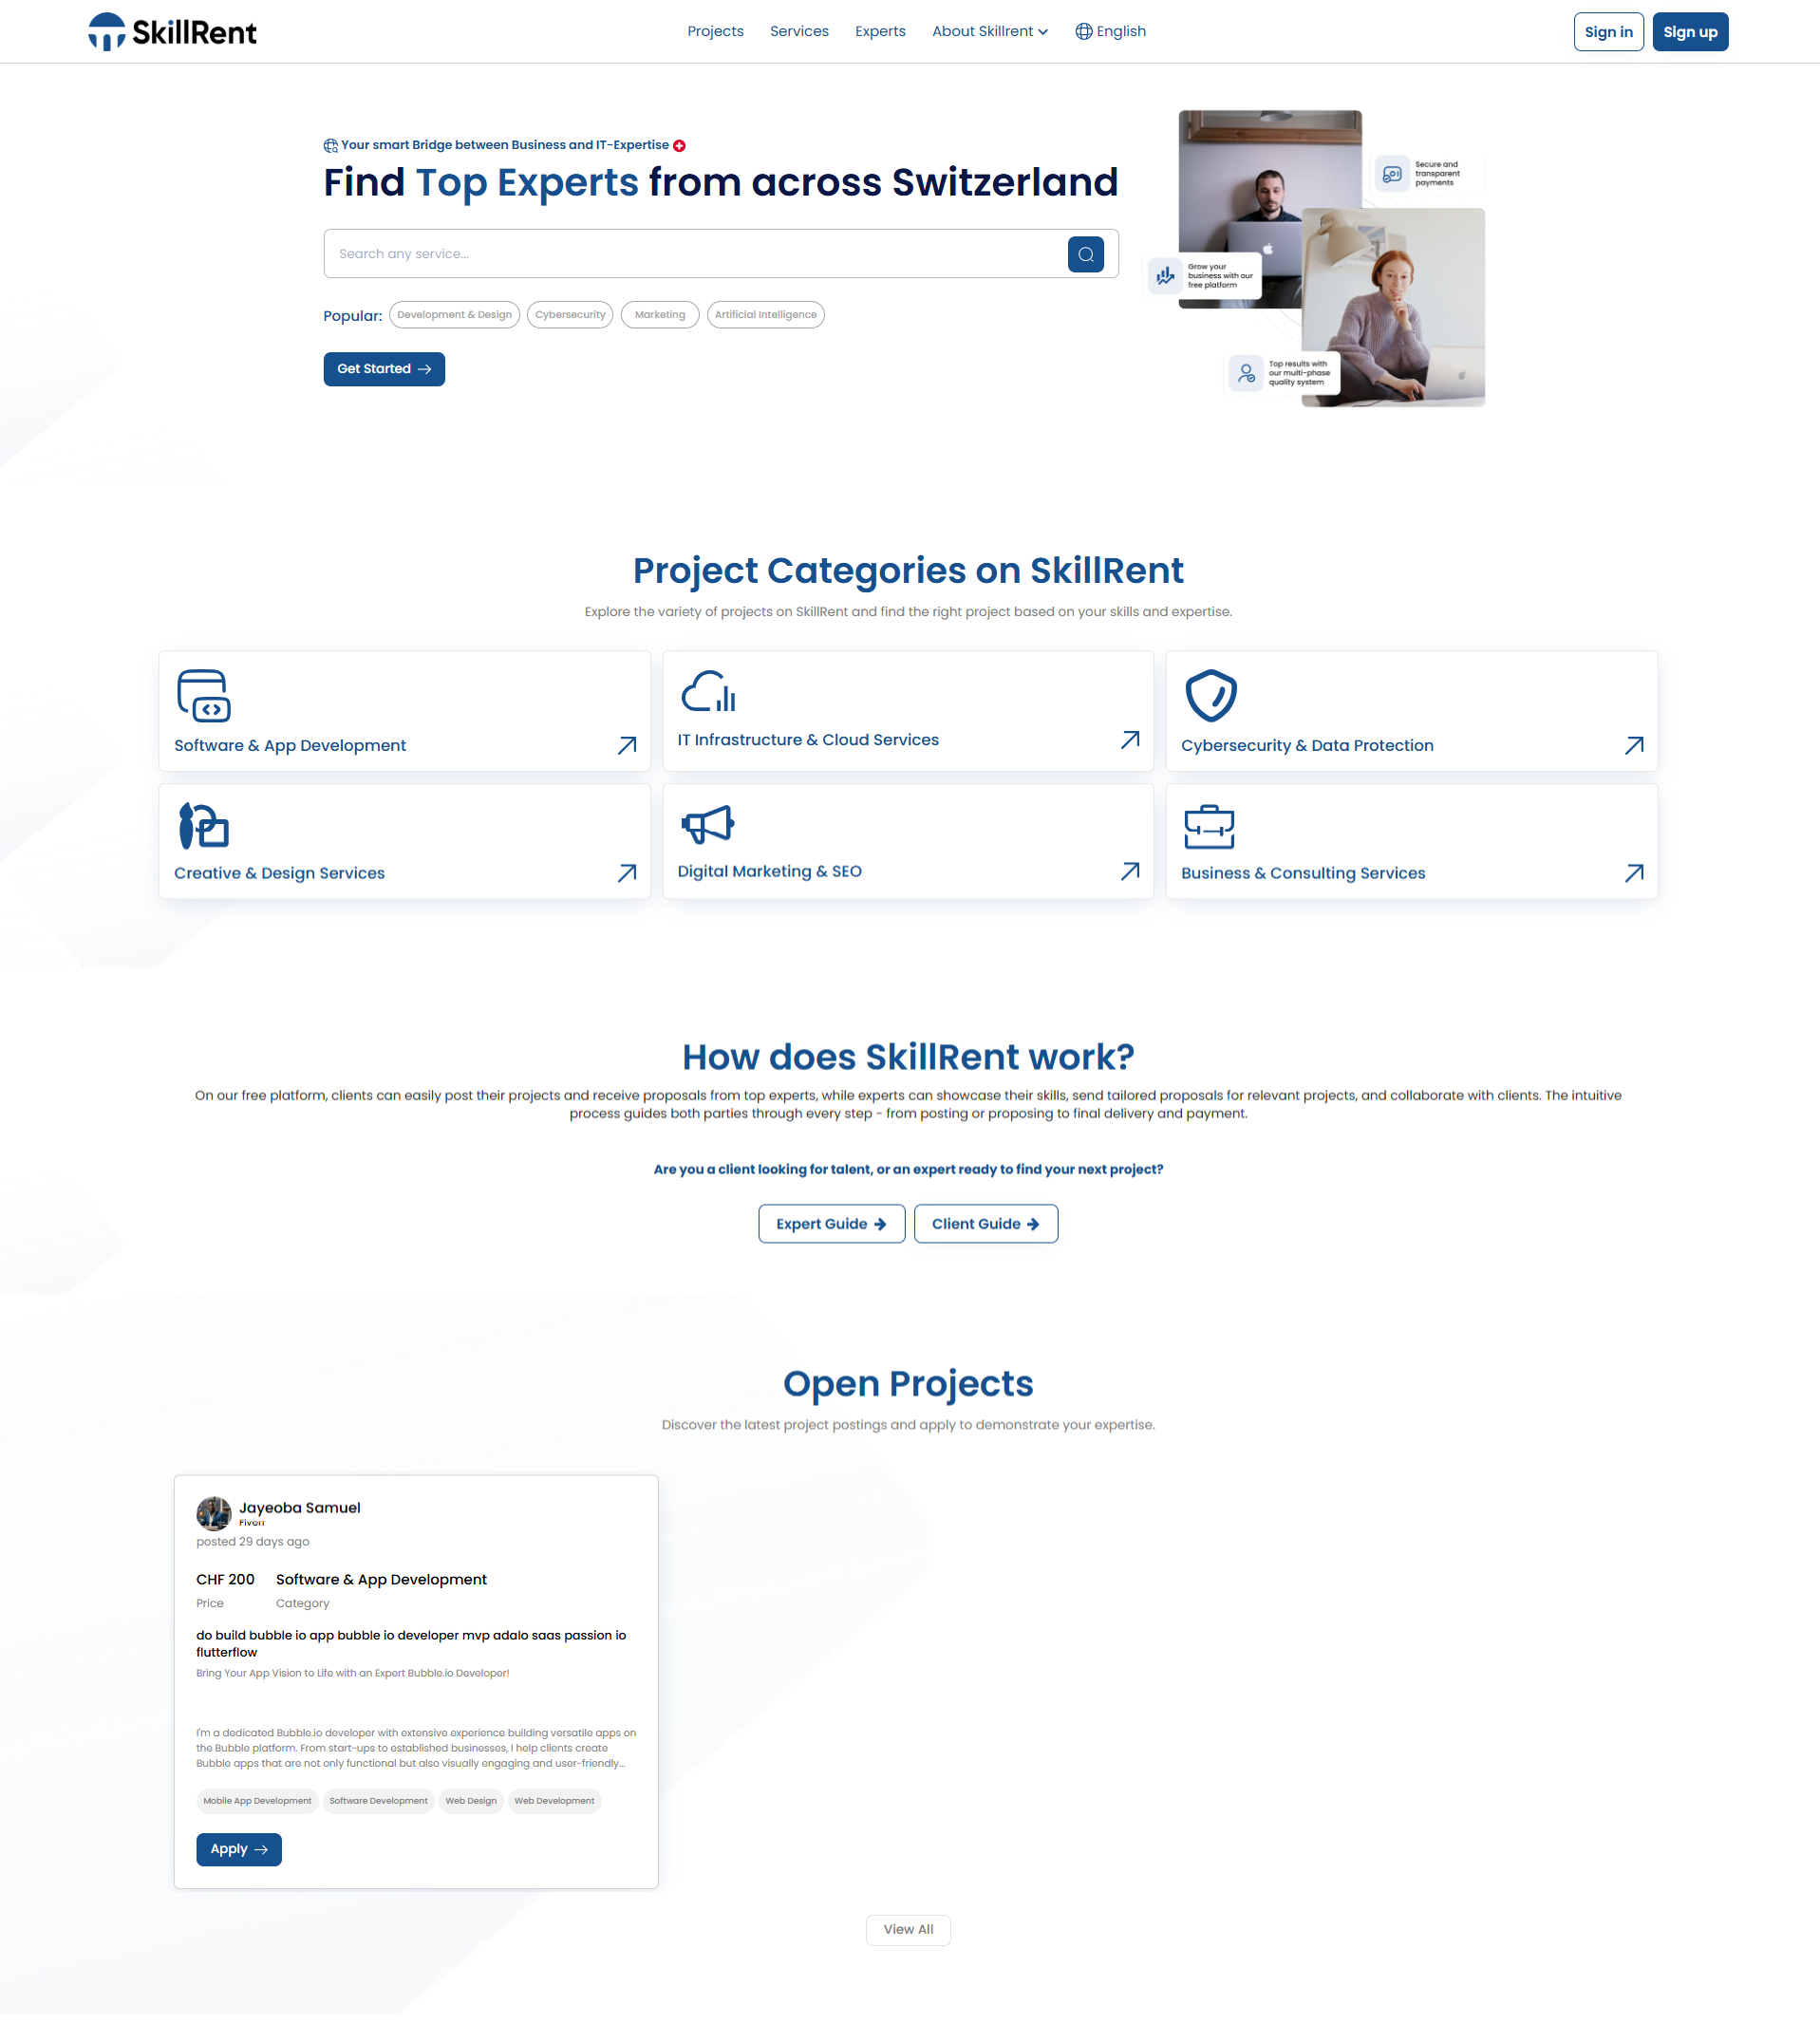 SkillRent
Projects Services Experts About Skillrent English
Sign in Sign up
Your smart Bridge between Business and IT-Expertise
Find Top Experts from across Switzerland
Search any service...
Popular: Development & Design Cybersecurity Marketing Artificial Intelligence
Get Started
Secure and
transparent
payments
Grow your
business with our
free platform
Top results with
our multi-phase
quality system
Project Categories on SkillRent
Explore the variety of projects on SkillRent and find the right project based on your skills and expertise.
Software & App Development
IT Infrastructure & Cloud Services
Cybersecurity & Data Protection
Creative & Design Services
Digital Marketing & SEO
Business & Consulting Services
How does SkillRent work?
On our free platform, clients can easily post their projects and receive proposals from top experts, while experts can showcase their skills, send tailored proposals for relevant projects, and collaborate with clients. The intuitive
process guides both parties through every step - from posting or proposing to final delivery and payment.
Are you a client looking for talent, or an expert ready to find your next project?
Expert Guide Client Guide
Open Projects
Discover the latest project postings and apply to demonstrate your expertise.
Jayeoba Samuel
Fiverr
posted 29 days ago
CHF 200 Software & App Development
Price Category
do build bubble io app bubble io developer mvp adalo saas passion io
flutterflow
Bring Your App Vision to Life with an Expert Bubble.io Developer!
I'm a dedicated Bubble.io developer with extensive experience building versatile apps on
the Bubble platform. From start-ups to established businesses, I help clients create
Bubble apps that are not only functional but also visually engaging and user-friendly...
Mobile App Development Software Development Web Design Web Development
Apply
View All